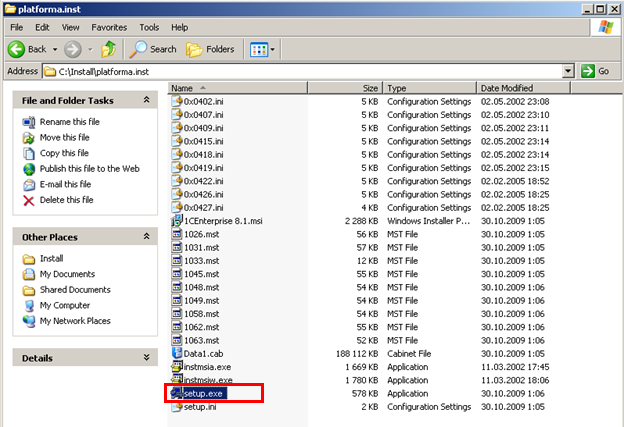 platforma.inst
File Edit View Favorites Tools Help
Back Search Folders
Address C:\Install\platforma.inst Go
File and Folder Tasks
Rename this file
Move this file
Copy this file
Publish this file to the Web
E-mail this file
Delete this file
Other Places
Install
My Documents
Shared Documents
My Computer
My Network Places
Details
Name Size Type Date Modified
0x0402.ini 5 KB Configuration Settings 02.05.2002 23:08
0x0407.ini 5 KB Configuration Settings 02.05.2002 23:10
0x0409.ini 5 KB Configuration Settings 02.05.2002 23:11
0x0415.ini 5 KB Configuration Settings 02.05.2002 23:14
0x0418.ini 5 KB Configuration Settings 02.05.2002 23:14
0x0419.ini 5 KB Configuration Settings 02.05.2002 23:15
0x0422.ini 5 KB Configuration Settings 02.02.2005 18:52
0x0426.ini 5 KB Configuration Settings 02.02.2005 18:25
0x0427.ini 4 KB Configuration Settings 02.02.2005 18:25
1CEnterprise 8.1.msi 2 288 KB Windows Installer P... 30.10.2009 1:05
1026.mst 56 KB MST File 30.10.2009 1:05
1031.mst 57 KB MST File 30.10.2009 1:05
1033.mst 12 KB MST File 30.10.2009 1:05
1045.mst 55 KB MST File 30.10.2009 1:06
1048.mst 54 KB MST File 30.10.2009 1:06
1049.mst 54 KB MST File 30.10.2009 1:05
1058.mst 54 KB MST File 30.10.2009 1:06
1062.mst 55 KB MST File 30.10.2009 1:06
1063.mst 52 KB MST File 30.10.2009 1:05
Data1.cab 188 112 KB Cabinet File 30.10.2009 1:05
instmsia.exe 1 669 KB Application 11.03.2002 17:45
instmsiw.exe 1 780 KB Application 11.03.2002 18:06
setup.exe 578 KB Application 30.10.2009 1:06
setup.ini 2 KB Configuration Settings 30.10.2009 1:05